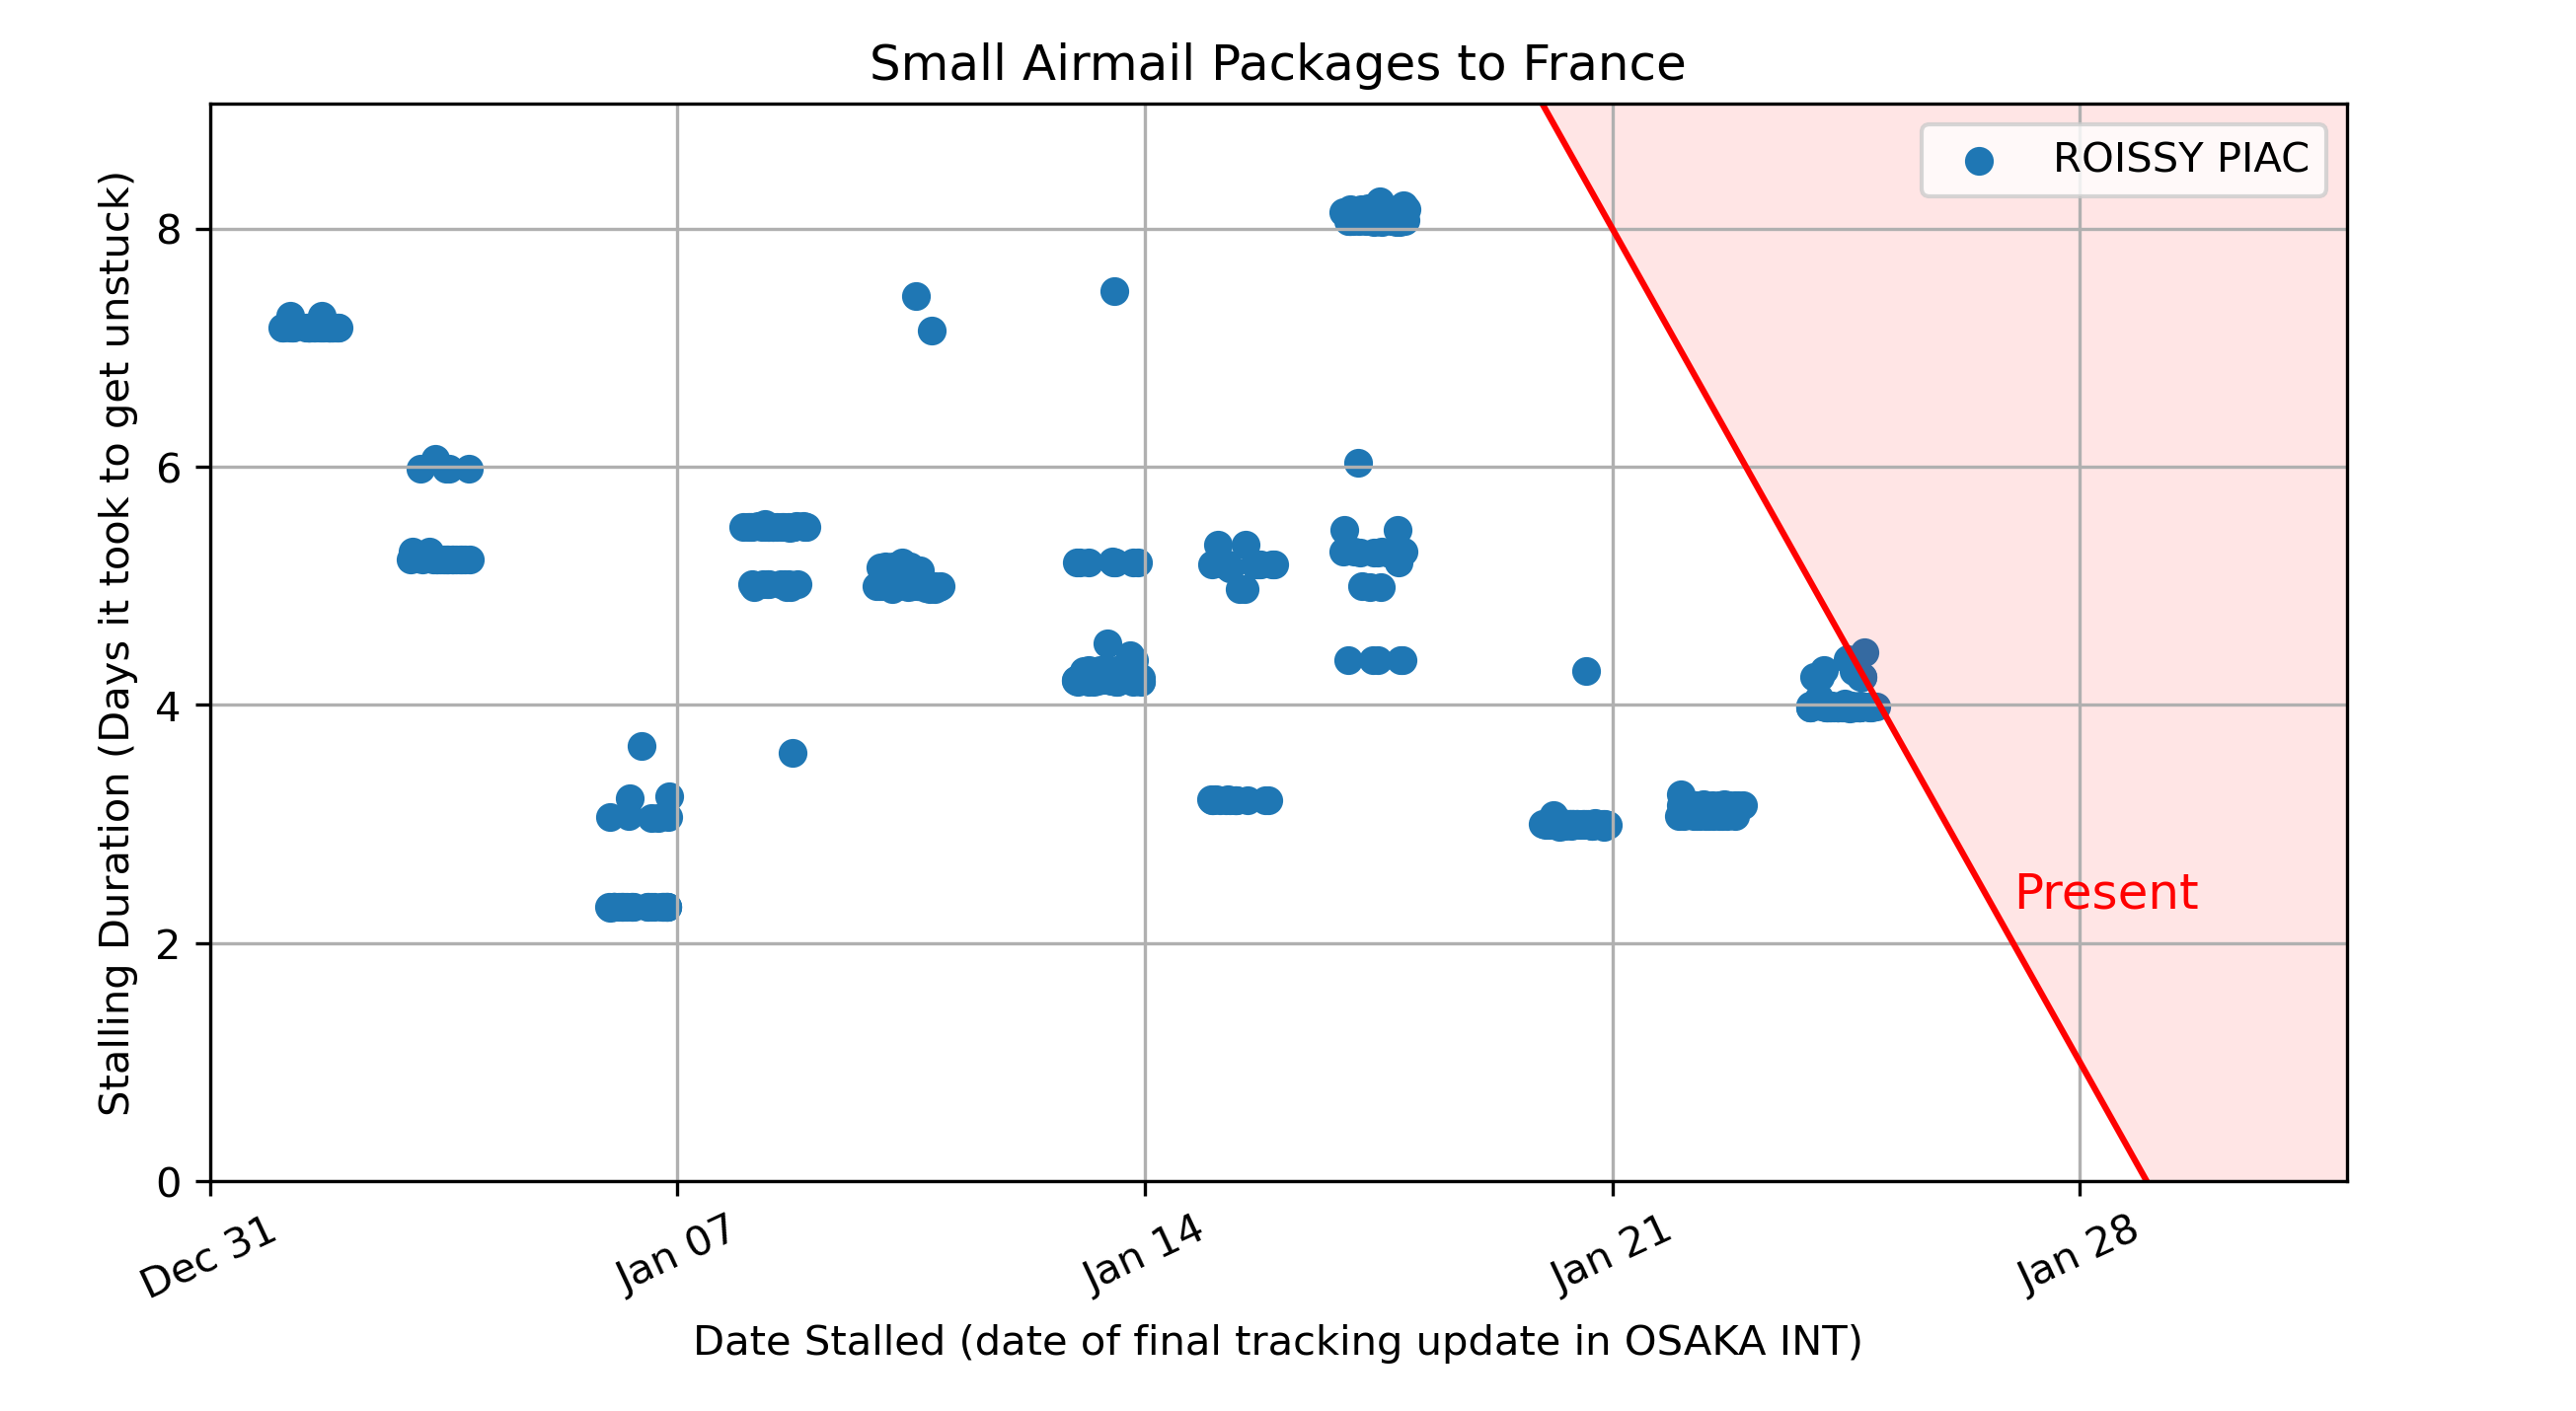 Small Airmail Packages to France
ROISSY PIAC
Stalling Duration (Days it took to get unstuck)
8
6
4
2
0
Present
Dec 31
Jan 07
Jan 14
Jan 21
Jan 28
Date Stalled (date of final tracking update in OSAKA INT)